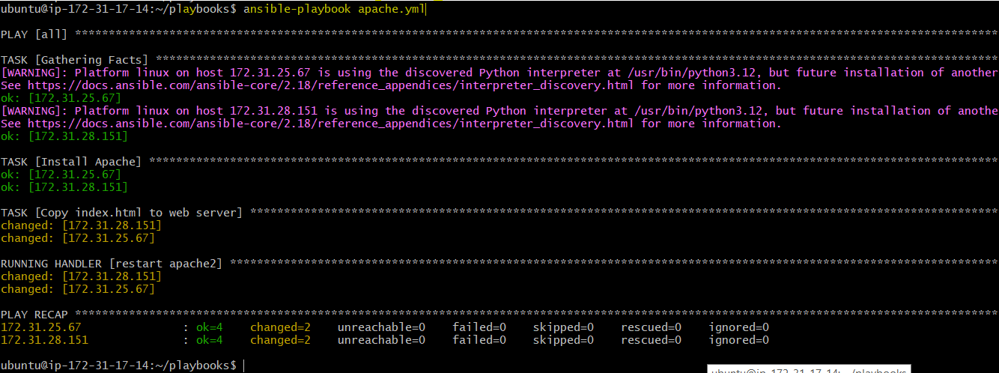 ubuntu@ip-172-31-17-14:~/playbooks$ ansible-playbook apache.yml
PLAY [all] ****************************************************************************************************************************************
TASK [Gathering Facts] ****************************************************************************************************************************
[WARNING]: Platform linux on host 172.31.25.67 is using the discovered Python interpreter at /usr/bin/python3.12, but future installation of another
See https://docs.ansible.com/ansible-core/2.18/reference_appendices/interpreter_discovery.html for more information.
ok: [172.31.25.67]
[WARNING]: Platform linux on host 172.31.28.151 is using the discovered Python interpreter at /usr/bin/python3.12, but future installation of anothe
See https://docs.ansible.com/ansible-core/2.18/reference_appendices/interpreter_discovery.html for more information.
ok: [172.31.28.151]
TASK [Install Apache] *****************************************************************************************************************************
ok: [172.31.25.67]
ok: [172.31.28.151]
TASK [Copy index.html to web server] **************************************************************************************************************
changed: [172.31.28.151]
changed: [172.31.25.67]
RUNNING HANDLER [restart apache2] *****************************************************************************************************************
changed: [172.31.28.151]
changed: [172.31.25.67]
PLAY RECAP ****************************************************************************************************************************************
172.31.25.67               : ok=4    changed=2    unreachable=0    failed=0    skipped=0    rescued=0    ignored=0
172.31.28.151              : ok=4    changed=2    unreachable=0    failed=0    skipped=0    rescued=0    ignored=0
ubuntu@ip-172-31-17-14:~/playbooks$
ubuntu@ip-172-31-17-14: ~/playbooks